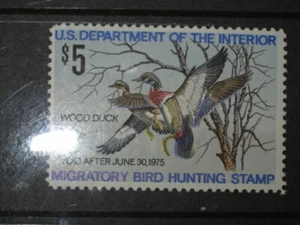 U.S. DEPARTMENT OF THE INTERIOR
$5
WOOD DUCK
VOID AFTER JUNE 30, 1975
MIGRATORY BIRD HUNTING STAMP